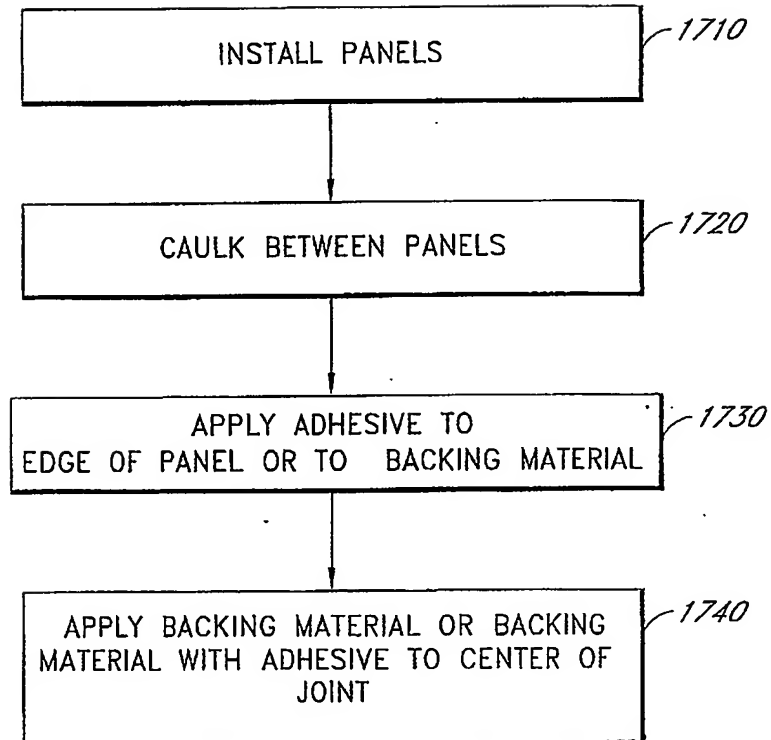 INSTALL PANELS
1710
CAULK BETWEEN PANELS
1720
APPLY ADHESIVE TO
EDGE OF PANEL OR TO BACKING MATERIAL
1730
APPLY BACKING MATERIAL OR BACKING
MATERIAL WITH ADHESIVE TO CENTER OF
JOINT
1740